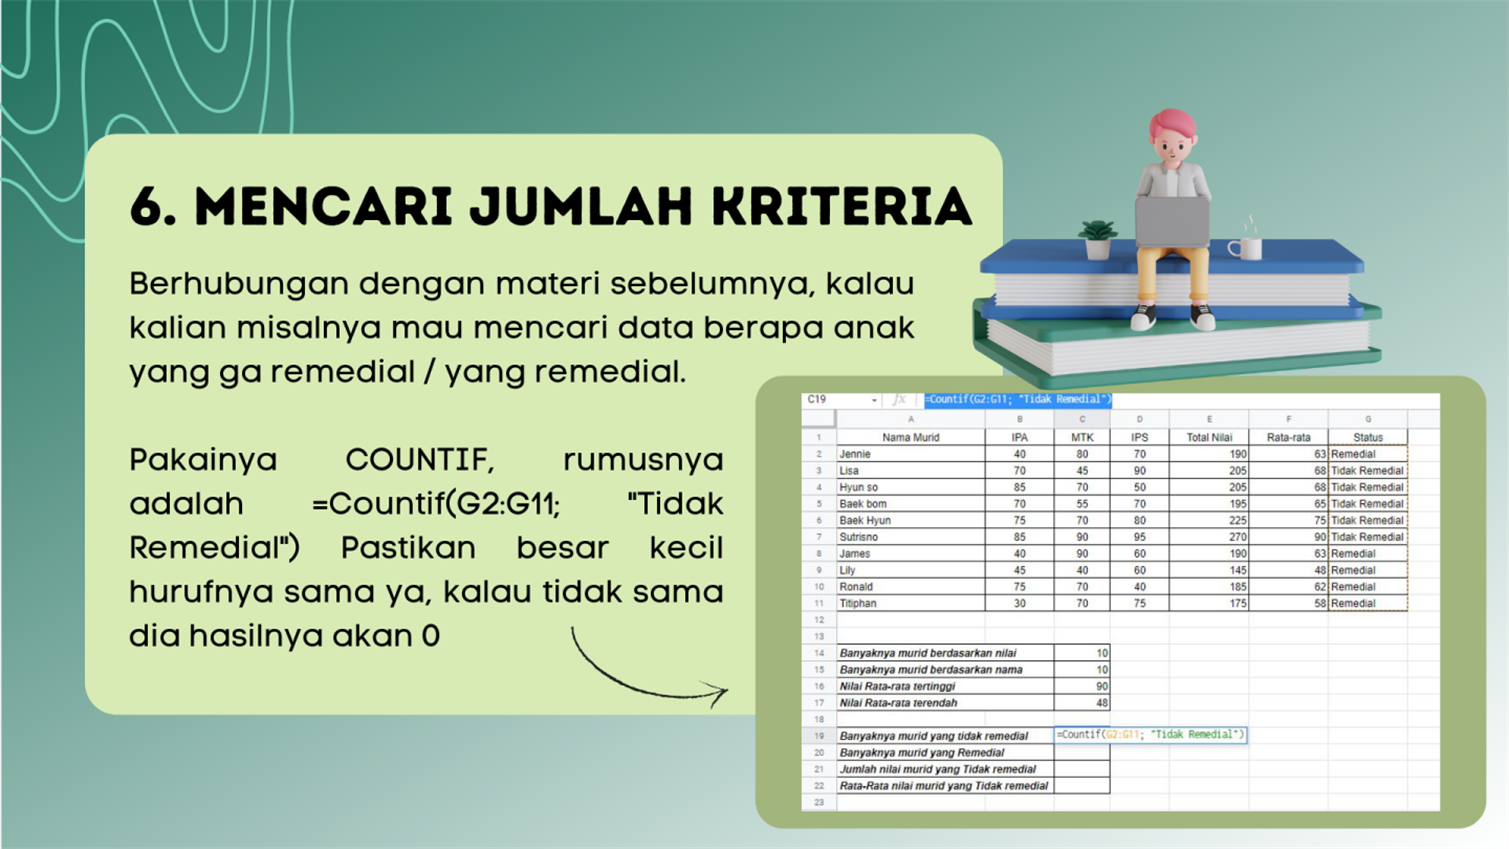 6. MENCARI JUMLAH KRITERIA
Berhubungan dengan materi sebelumnya, kalau
kalian misalnya mau mencari data berapa anak
yang ga remedial / yang remedial.
Pakainya COUNTIF, rumusnya
adalah =Countif(G2:G11; "Tidak
Remedial") Pastikan besar kecil
hurufnya sama ya, kalau tidak sama
dia hasilnya akan 0
C19 fx =Countif(G2:G11; "Tidak Remedial")
A B C D E F G
1 Nama Murid IPA MTK IPS Total Nilai Rata-rata Status
2 Jennie 40 80 70 190 63 Remedial
3 Lisa 70 45 90 205 68 Tidak Remedial
4 Hyun so 85 70 50 205 68 Tidak Remedial
5 Baek bom 70 55 70 195 65 Tidak Remedial
6 Baek Hyun 75 70 80 225 75 Tidak Remedial
7 Sutrisno 85 90 95 270 90 Tidak Remedial
8 James 40 90 60 190 63 Remedial
9 Lily 45 40 60 145 48 Remedial
10 Ronald 75 70 40 185 62 Remedial
11 Titiphan 30 70 75 175 58 Remedial
12
13
14 Banyaknya murid berdasarkan nilai 10
15 Banyaknya murid berdasarkan nama 10
16 Nilai Rata-rata tertinggi 90
17 Nilai Rata-rata terendah 48
18
19 Banyaknya murid yang tidak remedial =Countif(G2:G11; "Tidak Remedial")
20 Banyaknya murid yang Remedial
21 Jumlah nilai murid yang Tidak remedial
22 Rata-Rata nilai murid yang Tidak remedial
23